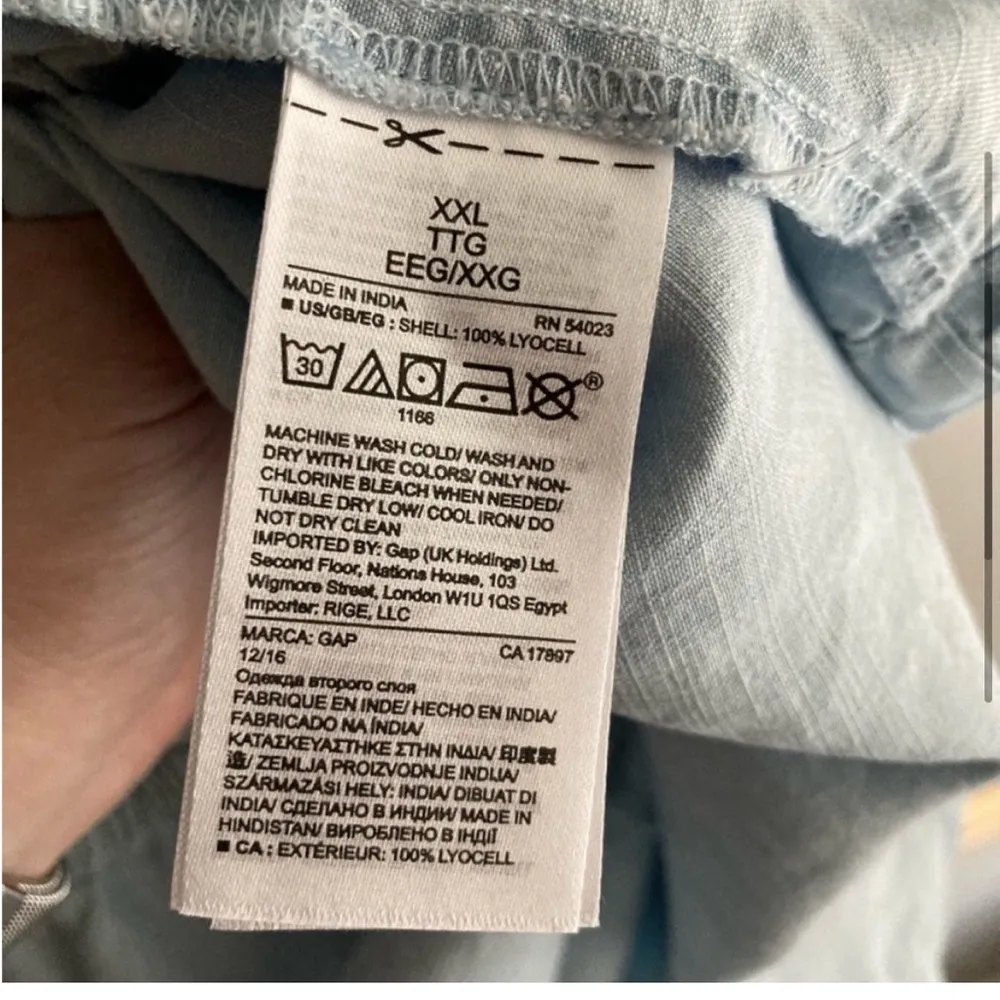 XXL
TTG
EEG/XXG
MADE IN INDIA RN 54023
■ US/GB/EG : SHELL: 100% LYOCELL
30
®
1166
MACHINE WASH COLD/ WASH AND
DRY WITH LIKE COLORS/ ONLY NON-
CHLORINE BLEACH WHEN NEEDED/
TUMBLE DRY LOW/ COOL IRON/ DO
NOT DRY CLEAN
IMPORTED BY: Gap (UK Holdings) Ltd.
Second Floor, Nations House, 103
Wigmore Street, London W1U 1QS Egypt
Importer: RIGE, LLC
MARCA: GAP CA 17897
12/16
Одежда второго слоя
FABRIQUE EN INDE/ HECHO EN INDIA/
FABRICADO NA ÍNDIA/
ΚΑΤΑΣΚΕΥΑΣΤΗΚΕ ΣΤΗΝ ΙΝΔΙΑ/ 印度製
造/ ZEMLJA PROIZVODNJE INDIJA/
SZÁRMAZÁSI HELY: INDIA/ DIBUAT DI
INDIA/ СДЕЛАНО В ИНДИИ/ MADE IN
HINDISTAN/ ВИРОБЛЕНО В ІНДІЇ
■ CA : EXTÉRIEUR: 100% LYOCELL